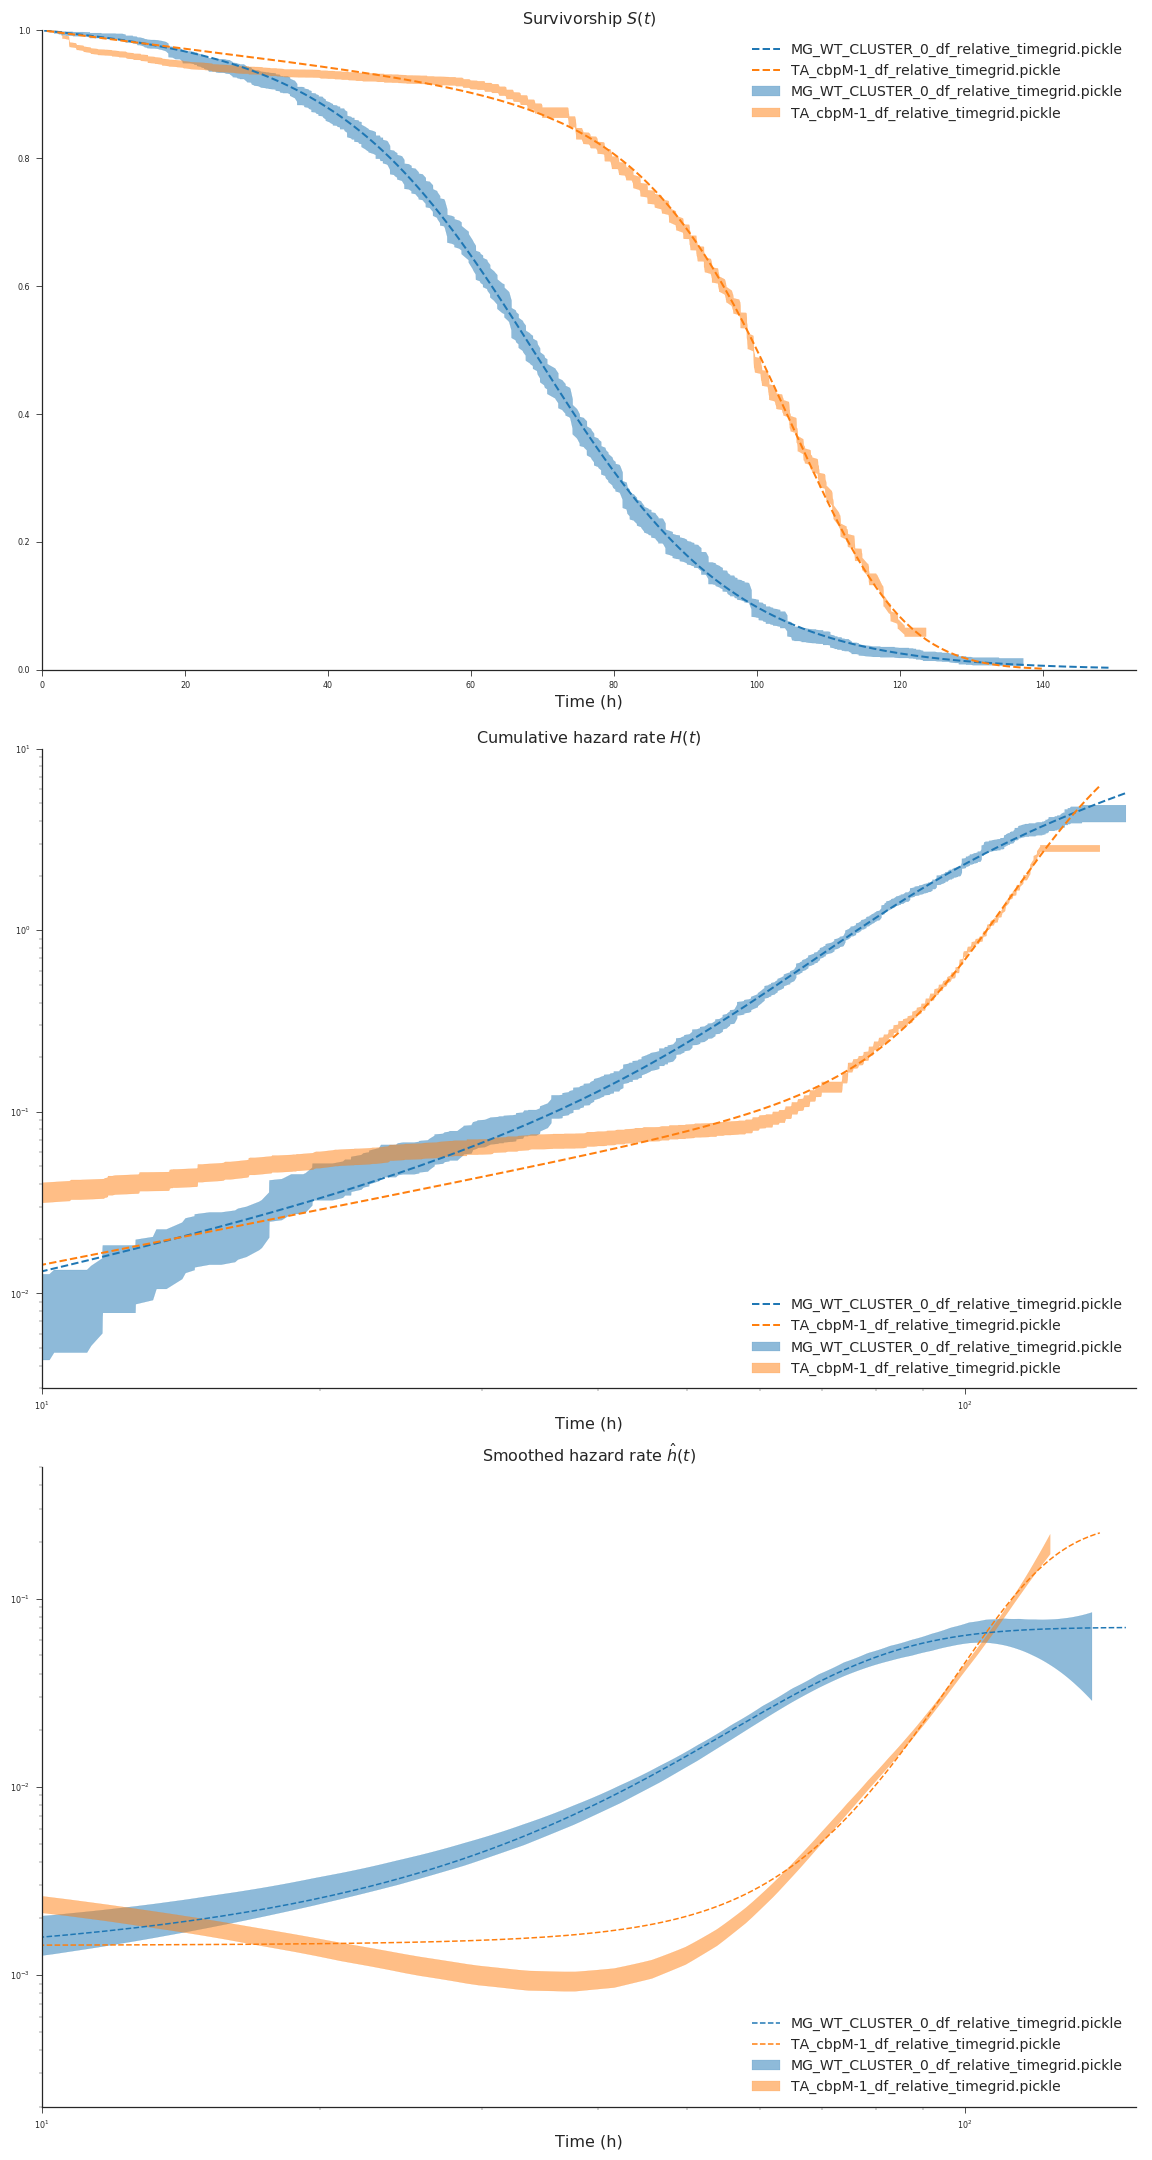 Survivorship S(t)
1.0
0.8
0.6
0.4
0.2
0.0
0 20 40 60 80 100 120 140
Time (h)
MG_WT_CLUSTER_0_df_relative_timegrid.pickle
TA_cbpM-1_df_relative_timegrid.pickle
MG_WT_CLUSTER_0_df_relative_timegrid.pickle
TA_cbpM-1_df_relative_timegrid.pickle
Cumulative hazard rate H(t)
10¹
10⁰
10⁻¹
10⁻²
10¹ 10²
Time (h)
MG_WT_CLUSTER_0_df_relative_timegrid.pickle
TA_cbpM-1_df_relative_timegrid.pickle
MG_WT_CLUSTER_0_df_relative_timegrid.pickle
TA_cbpM-1_df_relative_timegrid.pickle
Smoothed hazard rate ĥ(t)
10⁻¹
10⁻²
10⁻³
10¹ 10²
Time (h)
MG_WT_CLUSTER_0_df_relative_timegrid.pickle
TA_cbpM-1_df_relative_timegrid.pickle
MG_WT_CLUSTER_0_df_relative_timegrid.pickle
TA_cbpM-1_df_relative_timegrid.pickle